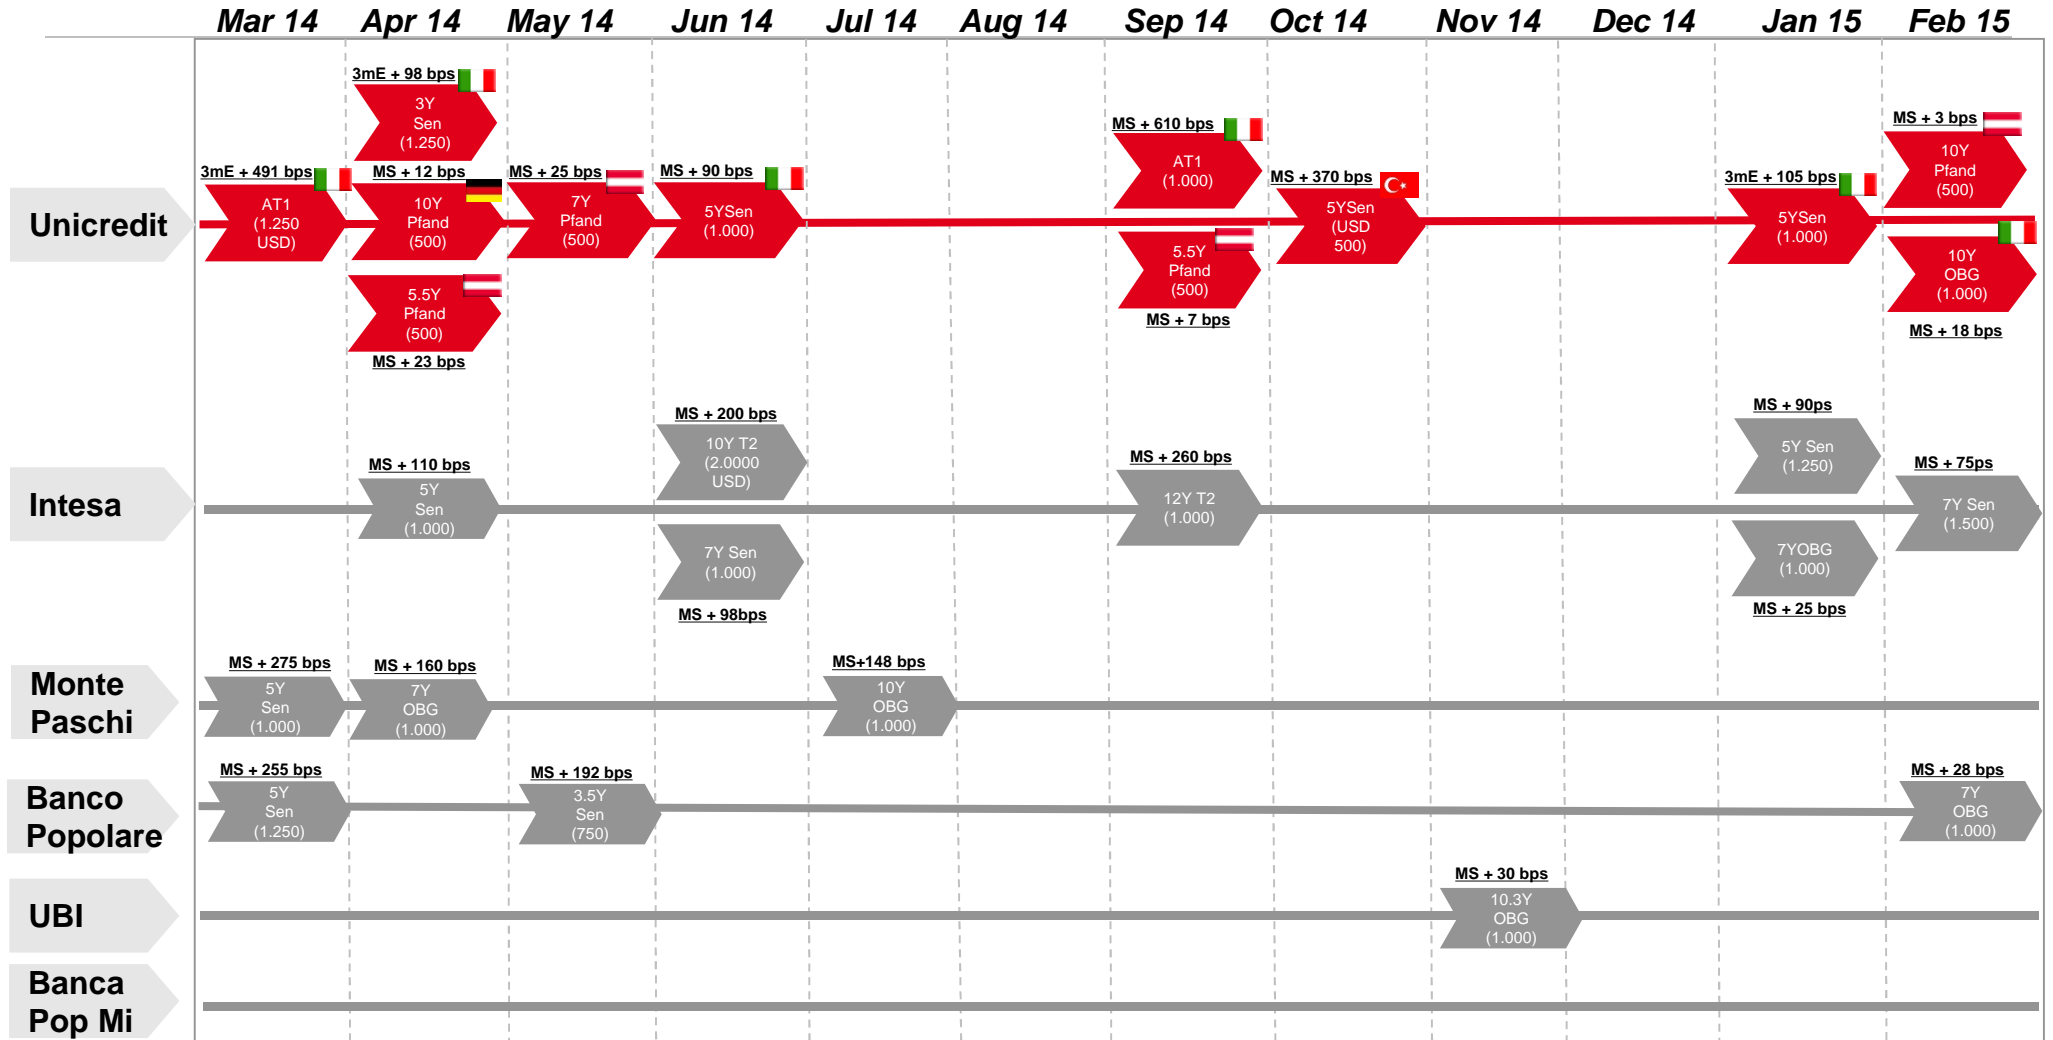 Mar 14
Apr 14
May 14
Jun 14
Jul 14
Aug 14
Sep 14
Oct 14
Nov 14
Dec 14
Jan 15
Feb 15
Unicredit
3mE + 491 bps
AT1
(1.250
USD)
3mE + 98 bps
3Y
Sen
(1.250)
MS + 12 bps
10Y
Pfand
(500)
5.5Y
Pfand
(500)
MS + 23 bps
MS + 25 bps
7Y
Pfand
(500)
MS + 90 bps
5YSen
(1.000)
MS + 610 bps
AT1
(1.000)
5.5Y
Pfand
(500)
MS + 7 bps
MS + 370 bps
5YSen
(USD
500)
3mE + 105 bps
5YSen
(1.000)
MS + 3 bps
10Y
Pfand
(500)
10Y
OBG
(1.000)
MS + 18 bps
Intesa
MS + 110 bps
5Y
Sen
(1.000)
MS + 200 bps
10Y T2
(2.0000
USD)
7Y Sen
(1.000)
MS + 98bps
MS + 260 bps
12Y T2
(1.000)
MS + 90ps
5Y Sen
(1.250)
7YOBG
(1.000)
MS + 25 bps
MS + 75ps
7Y Sen
(1.500)
Monte
Paschi
MS + 275 bps
5Y
Sen
(1.000)
MS + 160 bps
7Y
OBG
(1.000)
MS+148 bps
10Y
OBG
(1.000)
Banco
Popolare
MS + 255 bps
5Y
Sen
(1.250)
MS + 192 bps
3.5Y
Sen
(750)
MS + 28 bps
7Y
OBG
(1.000)
UBI
MS + 30 bps
10.3Y
OBG
(1.000)
Banca
Pop Mi